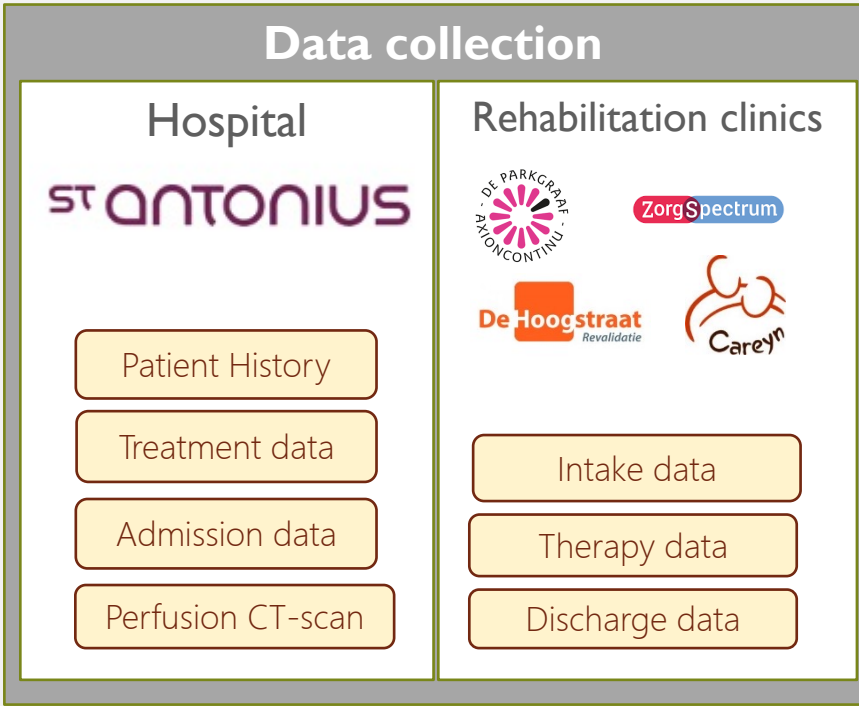 Data collection
Hospital
ST ANTONIUS
Patient History
Treatment data
Admission data
Perfusion CT-scan
Rehabilitation clinics
- DE PARKGRAAF -
AXIONCONTINU
ZorgSpectrum
De Hoogstraat
Revalidatie
Careyn
Intake data
Therapy data
Discharge data